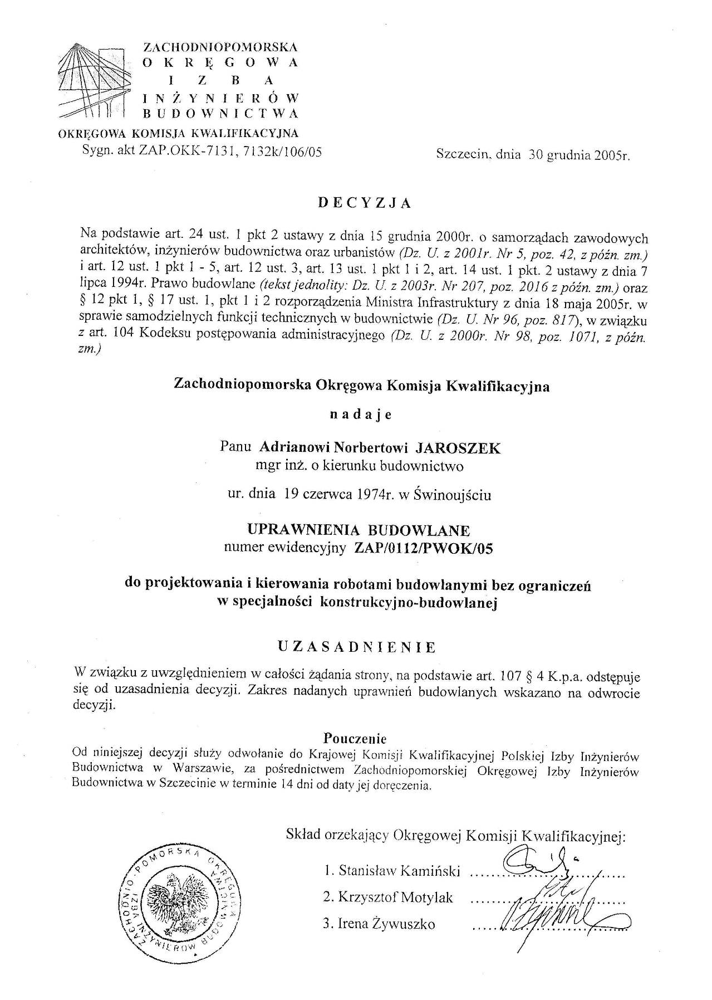 ZACHODNIOPOMORSKA
OKRĘGOWA
IZBA
INŻYNIERÓW
BUDOWNICTWA
OKRĘGOWA KOMISJA KWALIFIKACYJNA
Sygn. akt ZAP.OKK-7131, 7132k/106/05
Szczecin, dnia 30 grudnia 2005r.
DECYZJA
Na podstawie art. 24 ust. 1 pkt 2 ustawy z dnia 15 grudnia 2000r. o samorządach zawodowych
architektów, inżynierów budownictwa oraz urbanistów (Dz. U. z 2001r. Nr 5, poz. 42, z późn. zm.)
i art. 12 ust. 1 pkt 1 - 5, art. 12 ust. 3, art. 13 ust. 1 pkt 1 i 2, art. 14 ust. 1 pkt. 2 ustawy z dnia 7
lipca 1994r. Prawo budowlane (tekst jednolity: Dz. U. z 2003r. Nr 207, poz. 2016 z późn. zm.) oraz
§ 12 pkt 1, § 17 ust. 1, pkt 1 i 2 rozporządzenia Ministra Infrastruktury z dnia 18 maja 2005r. w
sprawie samodzielnych funkcji technicznych w budownictwie (Dz. U. Nr 96, poz. 817), w związku
z art. 104 Kodeksu postępowania administracyjnego (Dz. U. z 2000r. Nr 98, poz. 1071, z późn.
zm.)
Zachodniopomorska Okręgowa Komisja Kwalifikacyjna
nadaje
Panu Adrianowi Norbertowi JAROSZEK
mgr inż. o kierunku budownictwo
ur. dnia 19 czerwca 1974r. w Świnoujściu
UPRAWNIENIA BUDOWLANE
numer ewidencyjny ZAP/0112/PWOK/05
do projektowania i kierowania robotami budowlanymi bez ograniczeń
w specjalności konstrukcyjno-budowlanej
UZASADNIENIE
W związku z uwzględnieniem w całości żądania strony, na podstawie art. 107 § 4 K.p.a. odstępuje
się od uzasadnienia decyzji. Zakres nadanych uprawnień budowlanych wskazano na odwrocie
decyzji.
Pouczenie
Od niniejszej decyzji służy odwołanie do Krajowej Komisji Kwalifikacyjnej Polskiej Izby Inżynierów
Budownictwa w Warszawie, za pośrednictwem Zachodniopomorskiej Okręgowej Izby Inżynierów
Budownictwa w Szczecinie w terminie 14 dni od daty jej doręczenia.
Skład orzekający Okręgowej Komisji Kwalifikacyjnej:
1. Stanisław Kamiński
2. Krzysztof Motylak
3. Irena Żywuszko
ZACHODNIO-POMORSKA OKRĘGOWA
IZBA INŻYNIERÓW BUDOWNICTWA